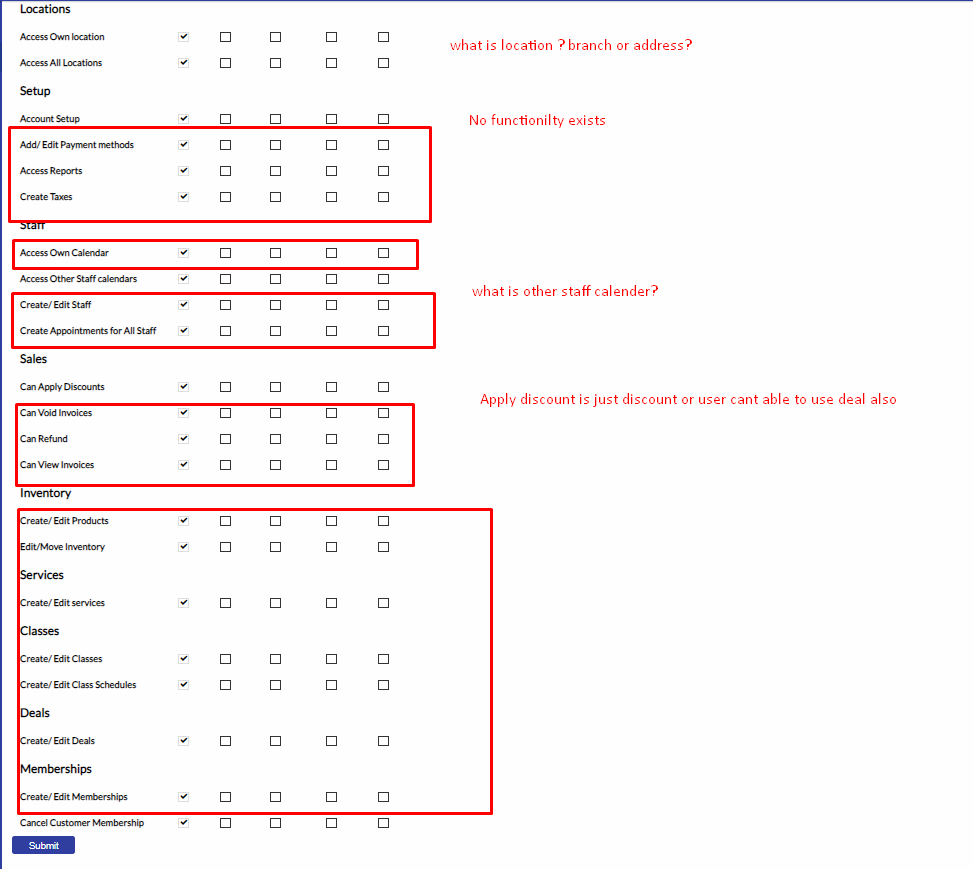 Locations
Access Own location
what is location ? branch or address?
Access All Locations
Setup
Account Setup
No functionilty exists
Add/ Edit Payment methods
Access Reports
Create Taxes
Staff
Access Own Calendar
Access Other Staff calendars
what is other staff calender?
Create/ Edit Staff
Create Appointments for All Staff
Sales
Can Apply Discounts
Apply discount is just discount or user cant able to use deal also
Can Void Invoices
Can Refund
Can View Invoices
Inventory
Create/ Edit Products
Edit/Move Inventory
Services
Create/ Edit services
Classes
Create/ Edit Classes
Create/ Edit Class Schedules
Deals
Create/ Edit Deals
Memberships
Create/ Edit Memberships
Cancel Customer Membership
Submit